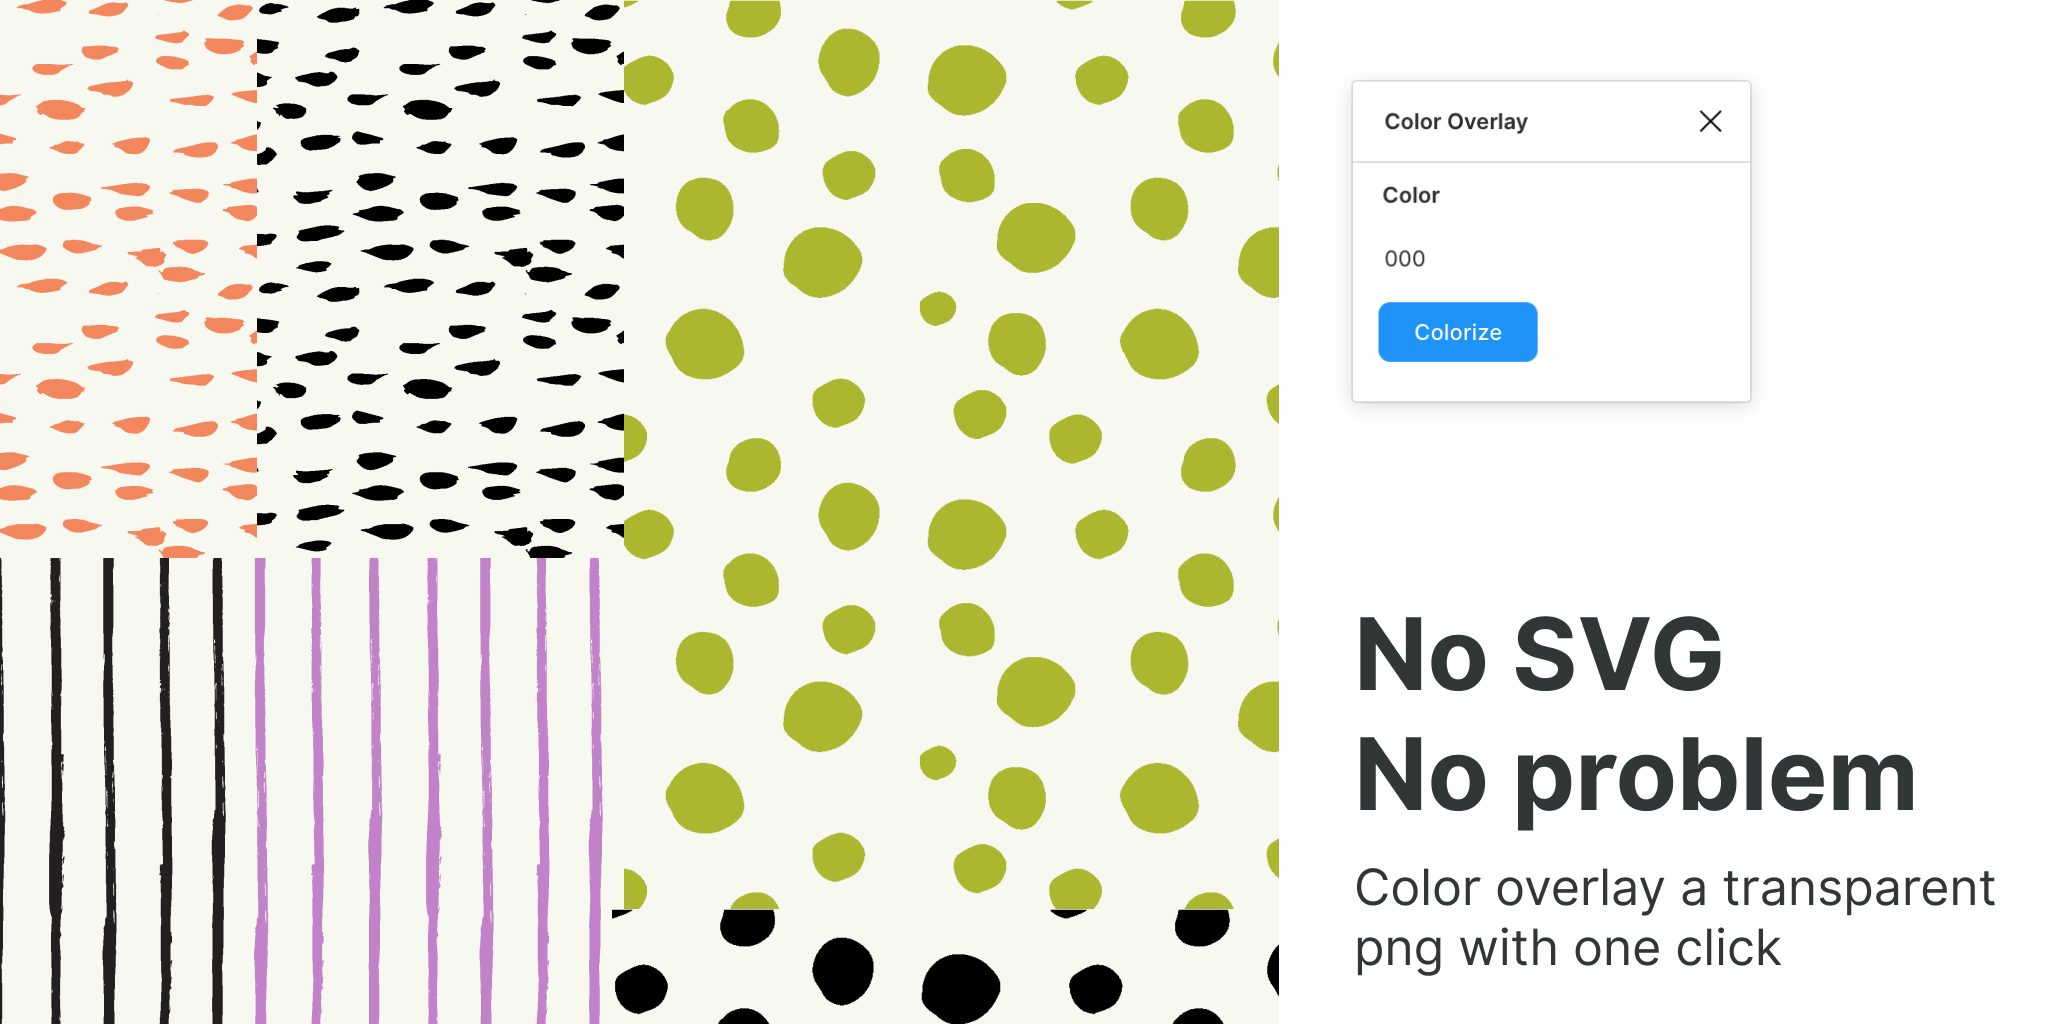 Color Overlay
Color
000
Colorize
No SVG
No problem
Color overlay a transparent
png with one click